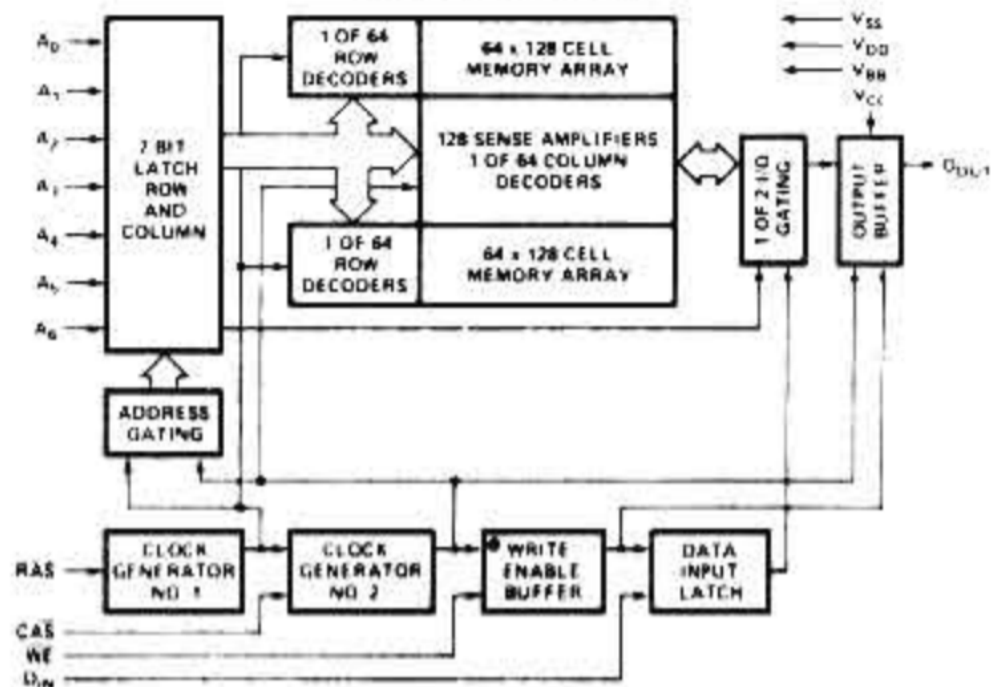 A0
A1
A2
A3
A4
A5
A6
7 BIT
LATCH
ROW
AND
COLUMN
1 OF 64
ROW
DECODERS
64 x 128 CELL
MEMORY ARRAY
128 SENSE AMPLIFIERS
1 OF 64 COLUMN
DECODERS
1 OF 64
ROW
DECODERS
64 x 128 CELL
MEMORY ARRAY
VSS
VDD
VBB
VCC
1 OF 2 I/O
GATING
OUTPUT
BUFFER
DOUT
ADDRESS
GATING
RAS
CLOCK
GENERATOR
NO. 1
CLOCK
GENERATOR
NO. 2
WRITE
ENABLE
BUFFER
DATA
INPUT
LATCH
CAS
WE
DIN